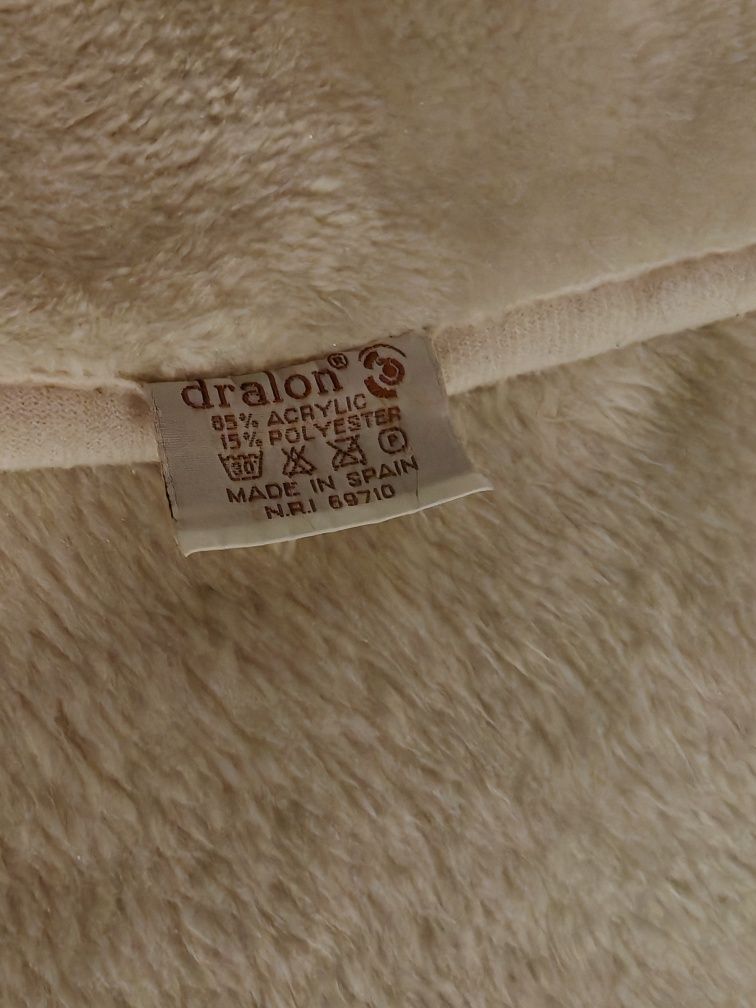 dralon®
85% ACRYLIC
15% POLYESTER
30° P
MADE IN SPAIN
N.R.I 69710